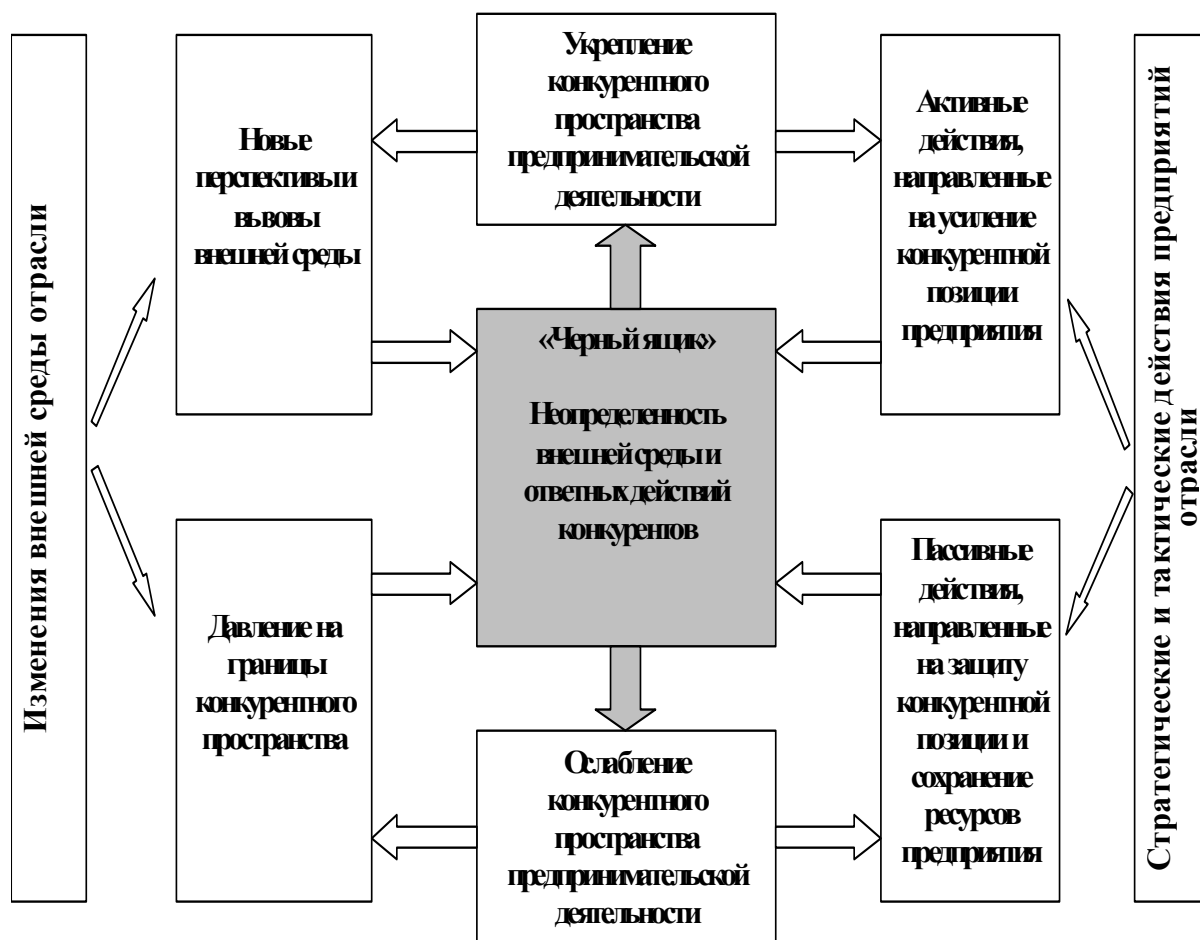 Изменения внешней среды отрасли
Новые
перспективы и
вызовы
внешней среды
Давление на
границы
конкурентного
пространства
Укрепление
конкурентного
пространства
предпринимательской
деятельности
«Черный ящик»
Неопределенность
внешней среды и
ответных действий
конкурентов
Ослабление
конкурентного
пространства
предпринимательской
деятельности
Активные
действия,
направленные
на усиление
конкурентной
позиции
предприятия
Пассивные
действия,
направленные
на защиту
конкурентной
позиции и
сохранение
ресурсов
предприятия
Стратегические и тактические действия предприятий
отрасли